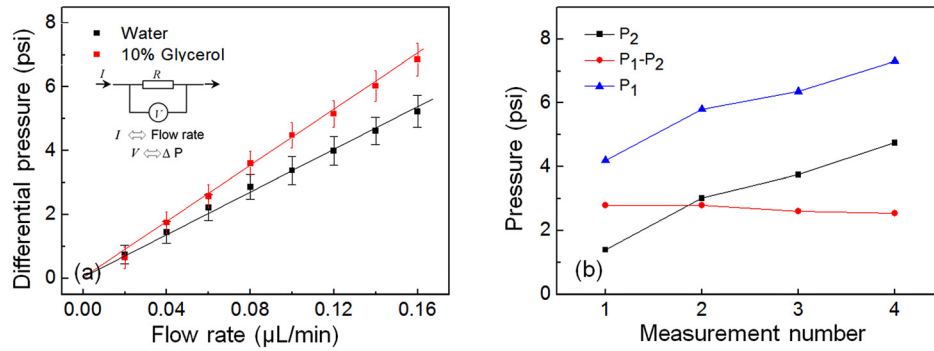 Water
10% Glycerol
I
R
V
I ⇔ Flow rate
V ⇔ Δ P
(a)
8
6
4
2
0
0.00 0.04 0.08 0.12 0.16
Differential pressure (psi)
Flow rate (µL/min)
P2
P1-P2
P1
(b)
8
6
4
2
0
1 2 3 4
Pressure (psi)
Measurement number